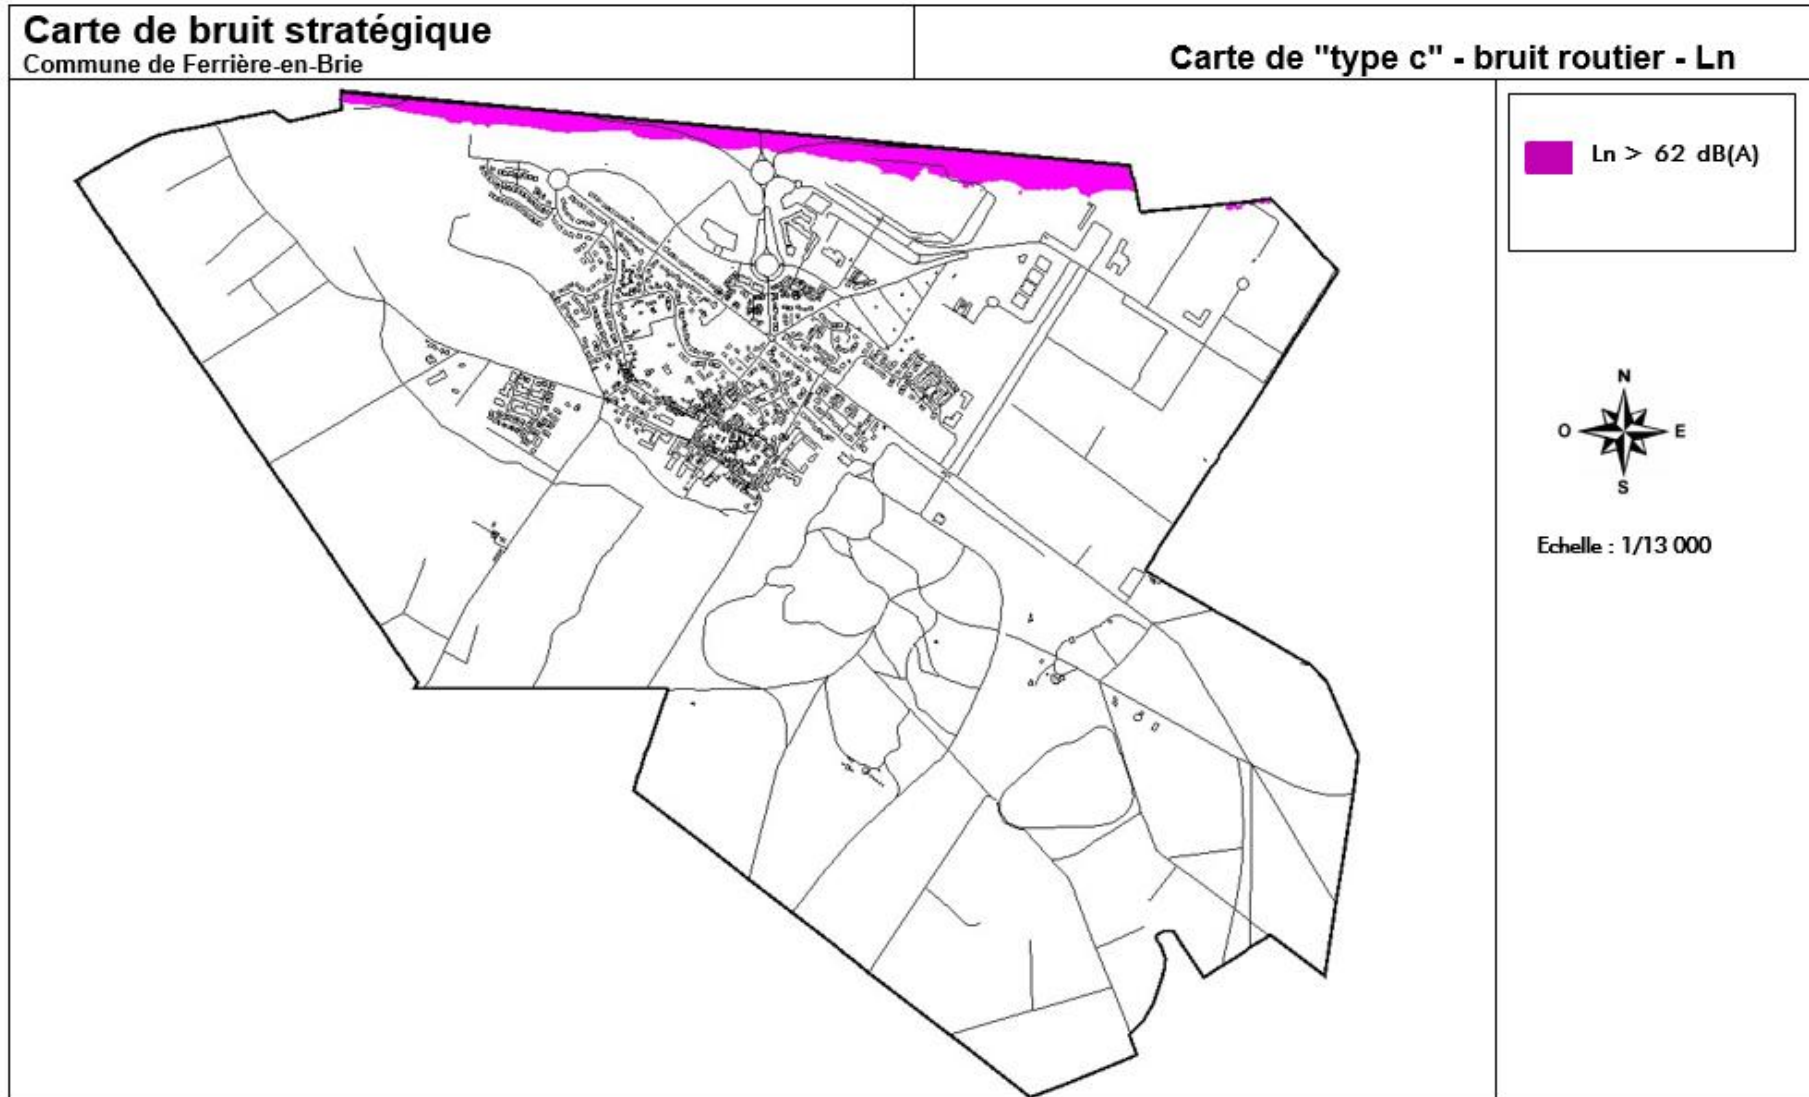 Carte de bruit stratégique
Commune de Ferrière-en-Brie
Carte de "type c" - bruit routier - Ln
Ln > 62 dB(A)
N
O E
S
Echelle : 1/13 000